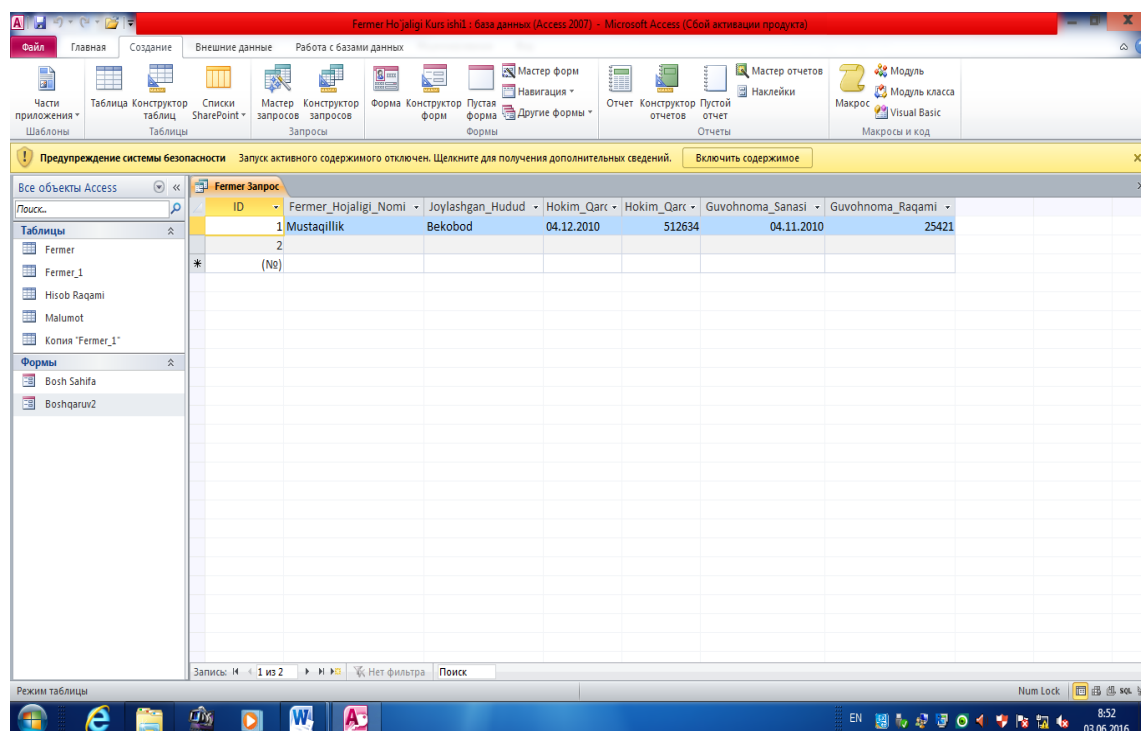 Fermer Ho'jaligi Kurs ishi1 : база данных (Access 2007) - Microsoft Access (Сбой активации продукта)
Файл Главная Создание Внешние данные Работа с базами данных
Части приложения
Таблица
Конструктор таблиц
Списки SharePoint
Мастер запросов
Конструктор запросов
Форма
Конструктор форм
Пустая форма
Мастер форм
Навигация
Другие формы
Отчет
Конструктор отчетов
Пустой отчет
Мастер отчетов
Наклейки
Макрос
Модуль
Модуль класса
Visual Basic
Шаблоны Таблицы Запросы Формы Отчеты Макросы и код
Предупреждение системы безопасности Запуск активного содержимого отключен. Щелкните для получения дополнительных сведений. Включить содержимое
Все объекты Access
Поиск...
Таблицы
Fermer
Fermer_1
Hisob Raqami
Malumot
Копия "Fermer_1"
Формы
Bosh Sahifa
Boshqaruv2
Fermer Запрос
ID Fermer_Hojaligi_Nomi Joylashgan_Hudud Hokim_Qarc Hokim_Qarc Guvohnoma_Sanasi Guvohnoma_Raqami
1 Mustaqillik Bekobod 04.12.2010 512634 04.11.2010 25421
2
* (№)
Запись: 1 из 2 Нет фильтра Поиск
Режим таблицы Num Lock SQL
EN 8:52
03.06.2016